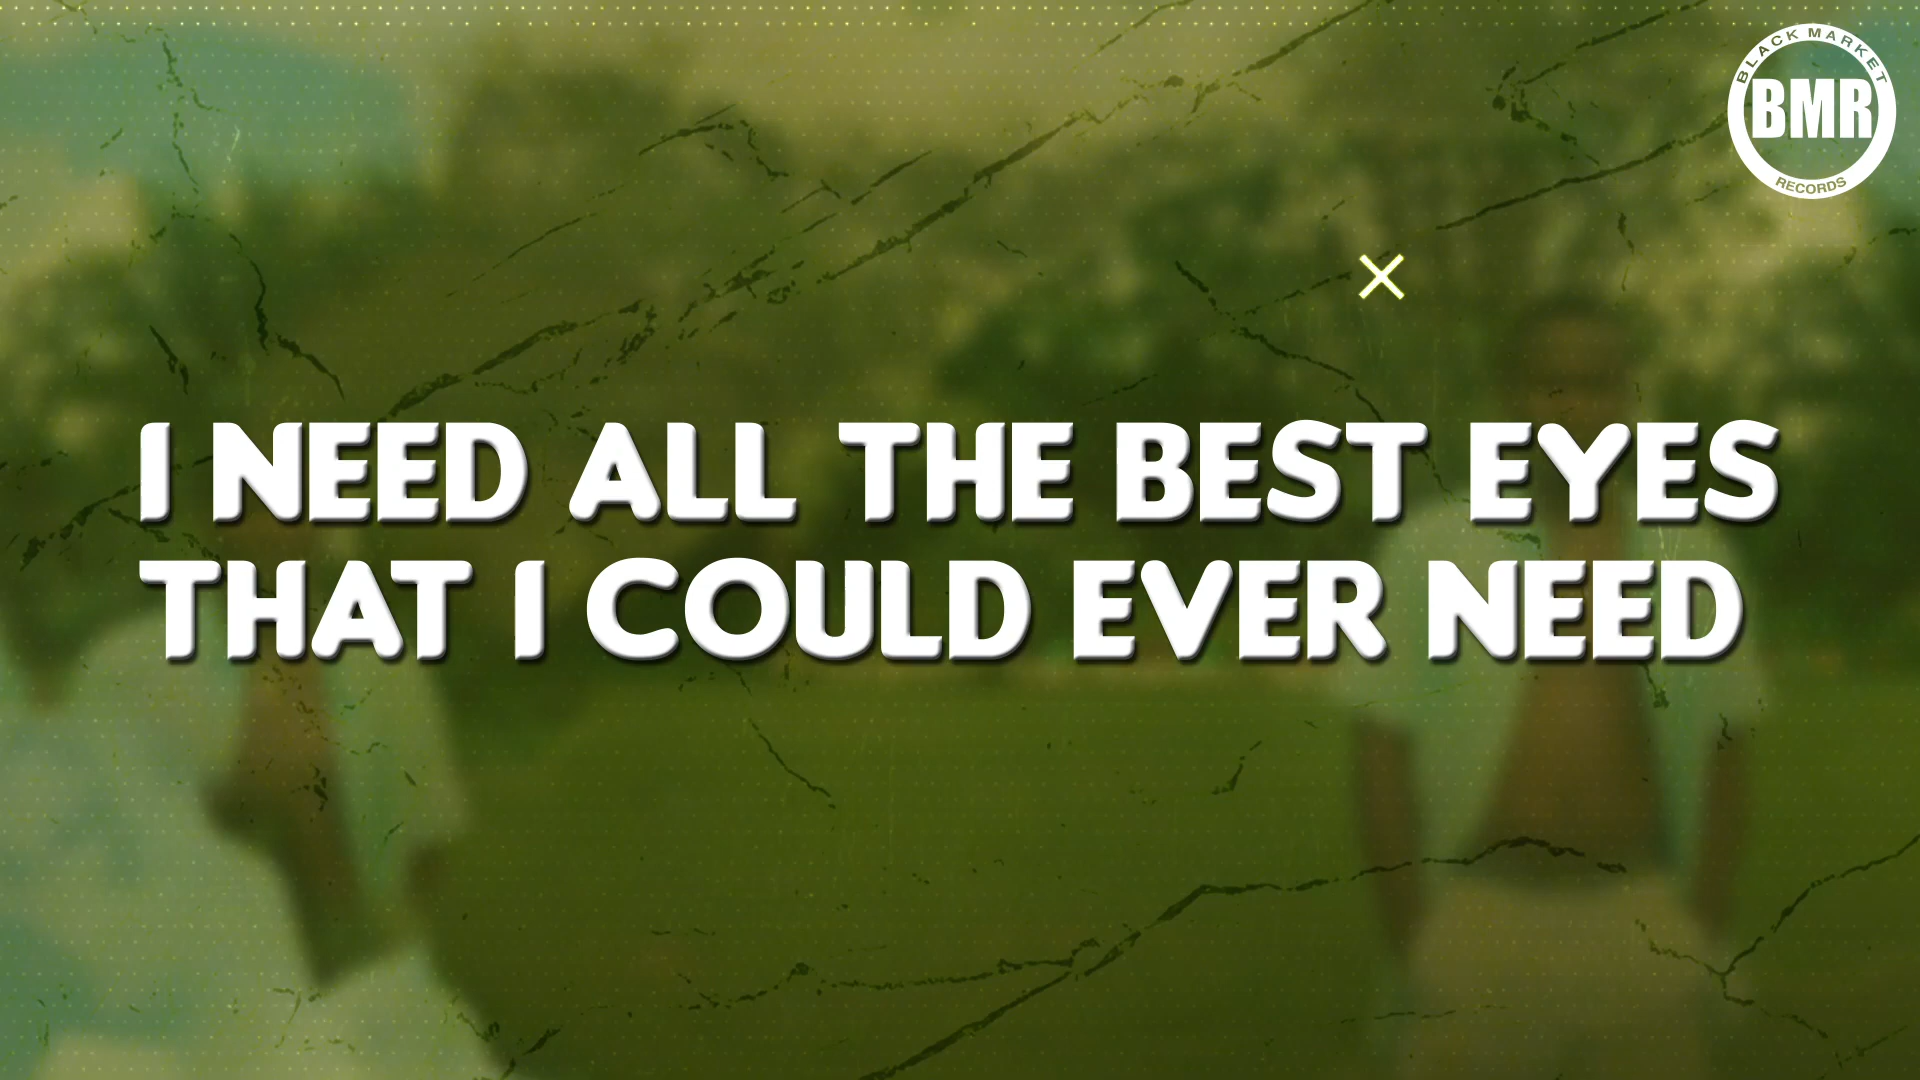 BLACK MARKET
BMR
RECORDS
I NEED ALL THE BEST EYES
THAT I COULD EVER NEED